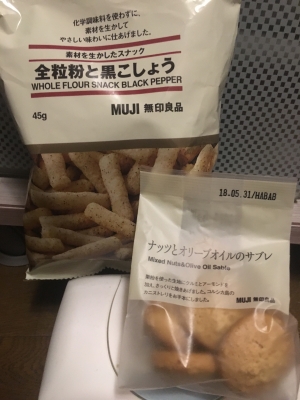 化学調味料を使わずに、
素材を生かして
やさしい味わいに仕あげました。
素材を生かしたスナック
全粒粉と黒こしょう
WHOLE FLOUR SNACK BLACK PEPPER
45g
MUJI 無印良品
18.05.31/HABAB
ナッツとオリーブオイルのサブレ
Mixed Nuts&Olive Oil Sable
MUJI 無印良品